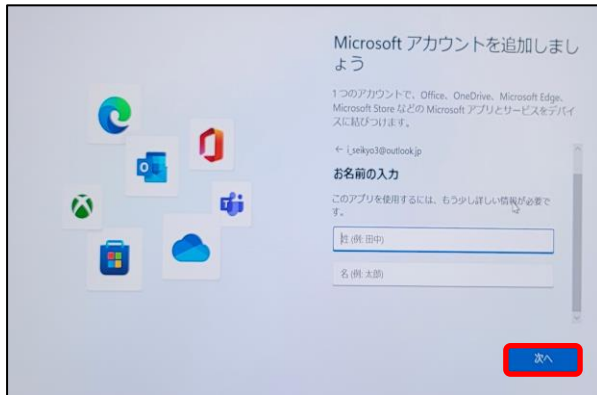 Microsoft アカウントを追加しまし
ょう
1 つのアカウントで、Office、OneDrive、Microsoft Edge、
Microsoft Store などの Microsoft アプリとサービスをデバイ
スに結びつけます。
← i_seikyo3@outlook.jp
お名前の入力
このアプリを使用するには、もう少し詳しい情報が必要で
す。
姓 (例: 田中)
名 (例: 太郎)
次へ